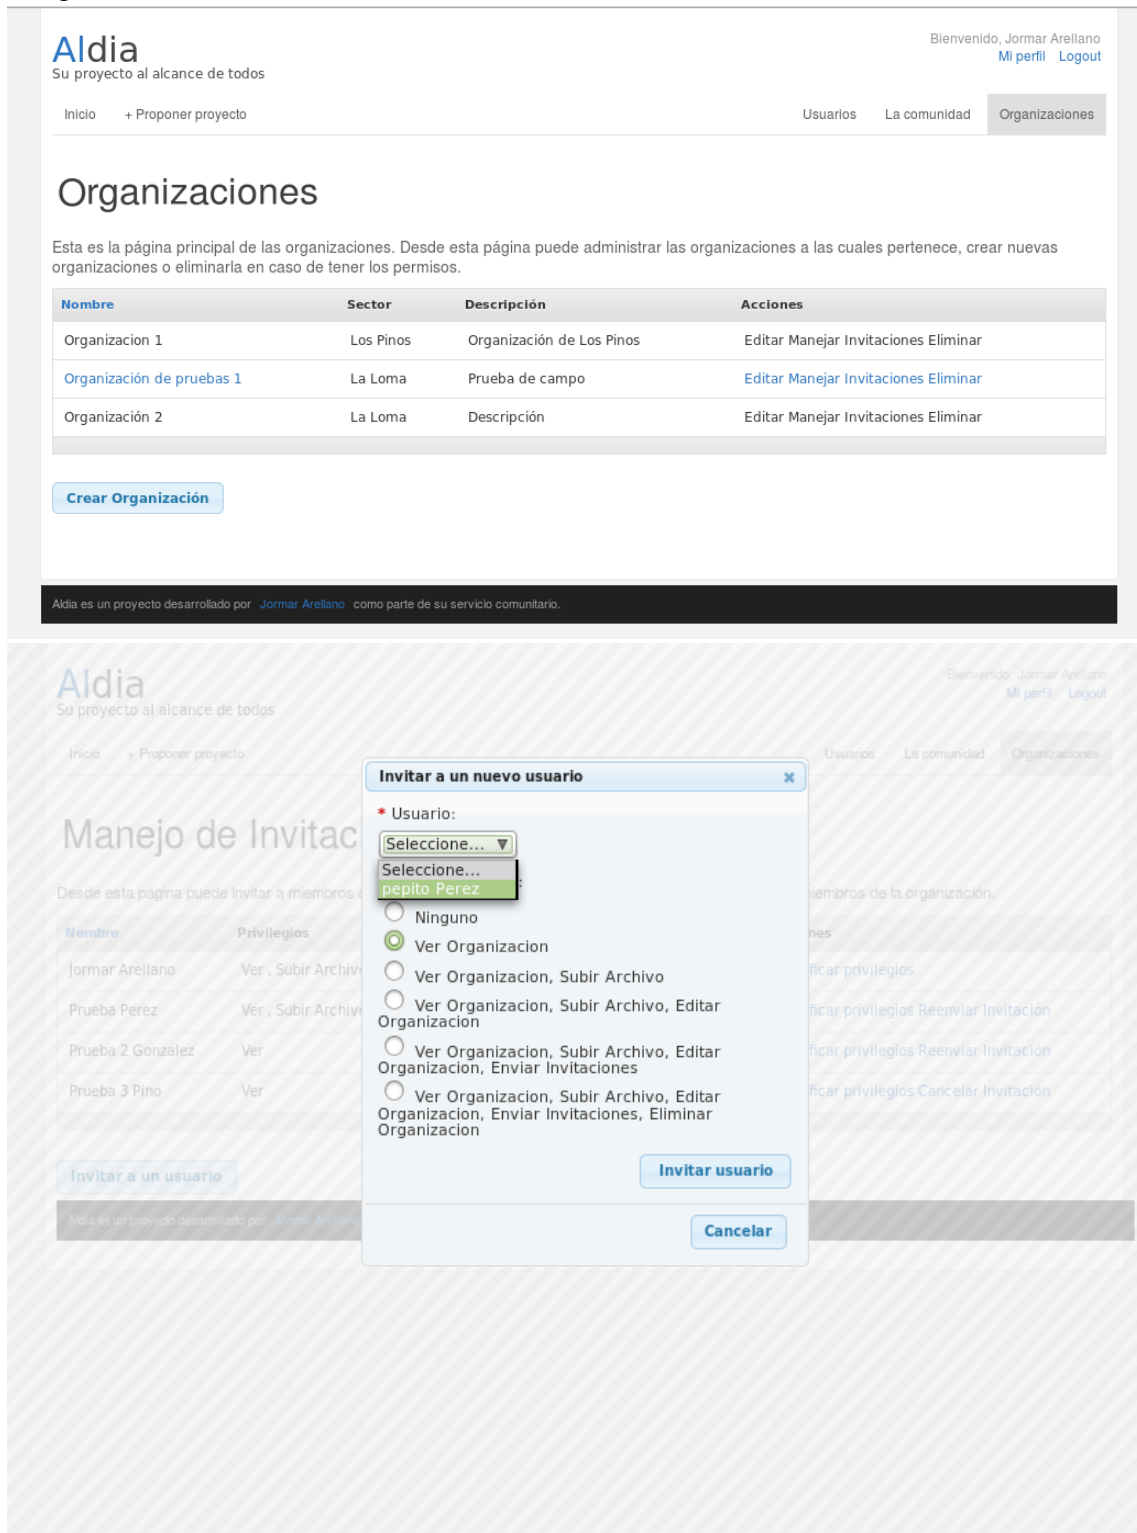 Aldia
Su proyecto al alcance de todos
Bienvenido, Jormar Arellano
Mi perfil Logout
Inicio + Proponer proyecto Usuarios La comunidad Organizaciones
Organizaciones
Esta es la página principal de las organizaciones. Desde esta página puede administrar las organizaciones a las cuales pertenece, crear nuevas
organizaciones o eliminarla en caso de tener los permisos.
Nombre Sector Descripción Acciones
Organizacion 1 Los Pinos Organización de Los Pinos Editar Manejar Invitaciones Eliminar
Organización de pruebas 1 La Loma Prueba de campo Editar Manejar Invitaciones Eliminar
Organización 2 La Loma Descripción Editar Manejar Invitaciones Eliminar
Crear Organización
Aldia es un proyecto desarrollado por Jormar Arellano como parte de su servicio comunitario.
Aldia
Su proyecto al alcance de todos
Bienvenido, Jormar Arellano
Mi perfil Logout
Inicio + Proponer proyecto Usuarios La comunidad Organizaciones
Manejo de Invitac
Desde esta página puede invitar a miembros
iembros de la organización.
Nombre Privilegios nes
Jormar Arellano Ver , Subir Archiv ficar privilegios
Prueba Perez Ver , Subir Archiv ficar privilegios Reenviar Invitación
Prueba 2 Gonzalez Ver ficar privilegios Reenviar Invitación
Prueba 3 Pino Ver ficar privilegios Cancelar Invitación
Invitar a un usuario
Aldia es un proyecto desarrollado por Jormar Arellano
Invitar a un nuevo usuario
* Usuario:
Seleccione...
Seleccione...
pepito Perez
:
Ninguno
Ver Organizacion
Ver Organizacion, Subir Archivo
Ver Organizacion, Subir Archivo, Editar
Organizacion
Ver Organizacion, Subir Archivo, Editar
Organizacion, Enviar Invitaciones
Ver Organizacion, Subir Archivo, Editar
Organizacion, Enviar Invitaciones, Eliminar
Organizacion
Invitar usuario
Cancelar